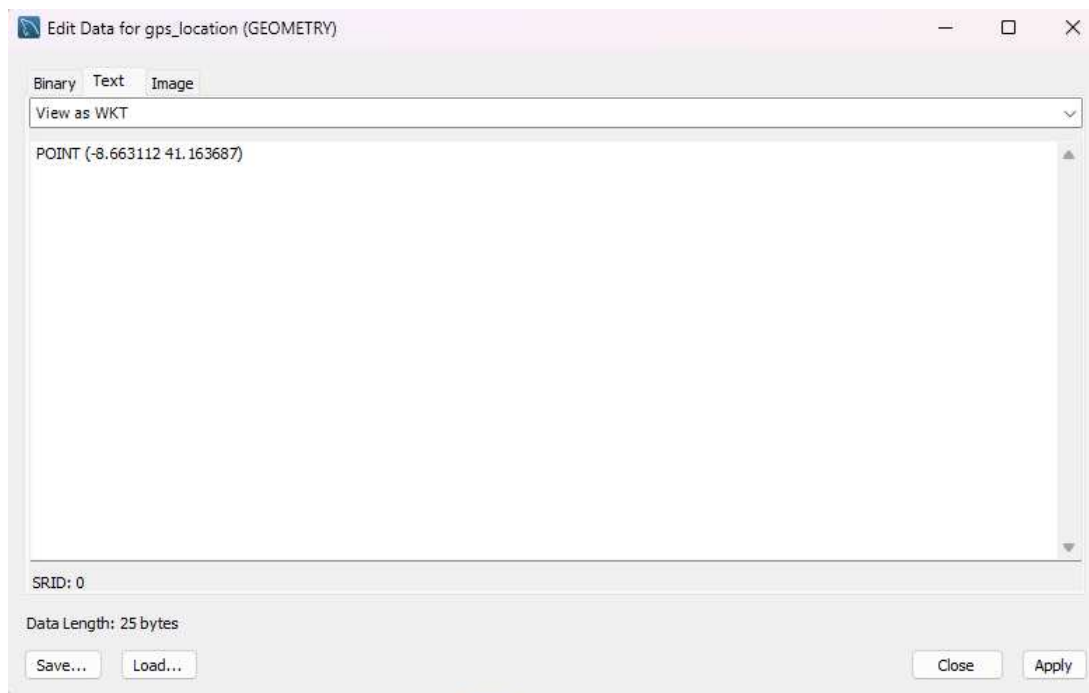 Edit Data for gps_location (GEOMETRY)
Binary Text Image
View as WKT
POINT (-8.663112 41.163687)
SRID: 0
Data Length: 25 bytes
Save... Load... Close Apply